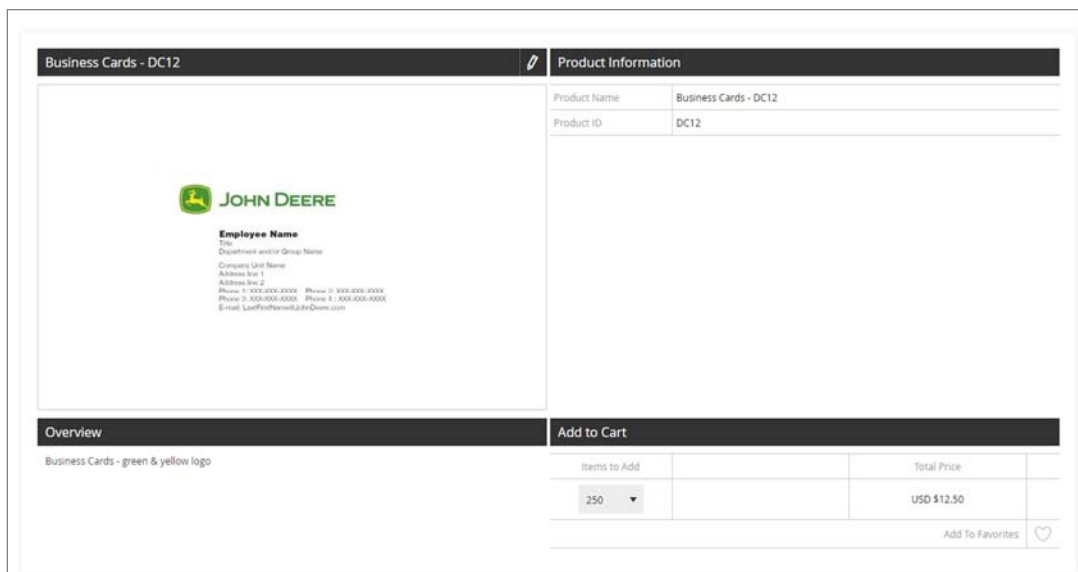 Business Cards - DC12
Product Information
Product Name Business Cards - DC12
Product ID DC12
JOHN DEERE
Employee Name
Title
Department and/or Group Name
Company Unit Name
Address line 1
Address line 2
Phone 1: XXX-XXX-XXXX Phone 2: XXX-XXX-XXXX
Phone 3: XXX-XXX-XXXX Phone 4 : XXX-XXX-XXXX
E-mail: LastFirstName@JohnDeere.com
Overview
Business Cards - green & yellow logo
Add to Cart
Items to Add Total Price
250 USD $12.50
Add To Favorites